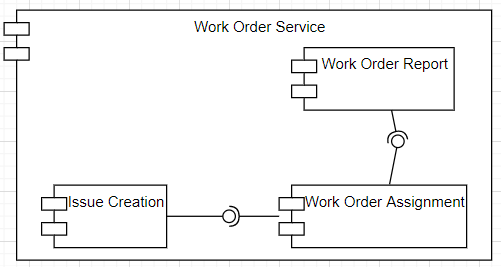 Work Order Service
Work Order Report
Issue Creation
Work Order Assignment